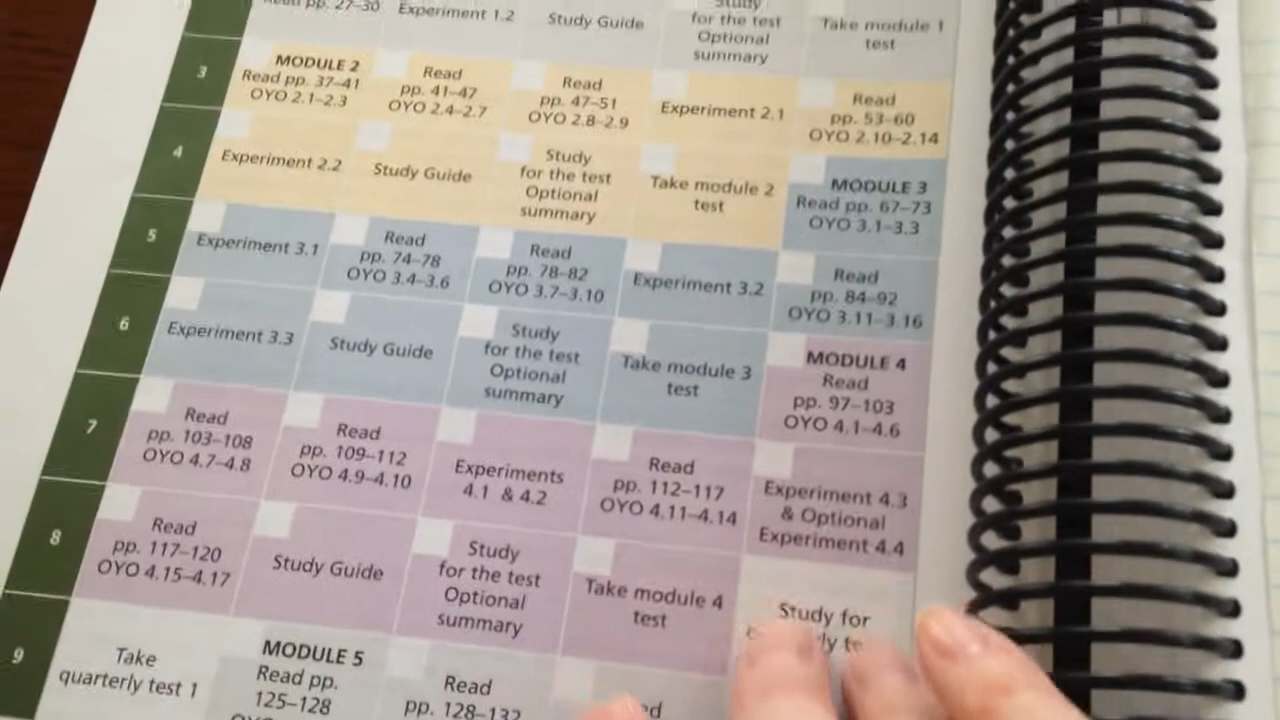 Read pp. 27–30
Experiment 1.2
Study Guide
Study
for the test
Optional
summary
Take module 1
test
3
MODULE 2
Read pp. 37–41
OYO 2.1–2.3
Read
pp. 41–47
OYO 2.4–2.7
Read
pp. 47–51
OYO 2.8–2.9
Experiment 2.1
Read
pp. 53–60
OYO 2.10–2.14
4
Experiment 2.2
Study Guide
Study
for the test
Optional
summary
Take module 2
test
MODULE 3
Read pp. 67–73
OYO 3.1–3.3
5
Experiment 3.1
Read
pp. 74–78
OYO 3.4–3.6
Read
pp. 78–82
OYO 3.7–3.10
Experiment 3.2
Read
pp. 84–92
OYO 3.11–3.16
6
Experiment 3.3
Study Guide
Study
for the test
Optional
summary
Take module 3
test
MODULE 4
Read
pp. 97–103
OYO 4.1–4.6
7
Read
pp. 103–108
OYO 4.7–4.8
Read
pp. 109–112
OYO 4.9–4.10
Experiments
4.1 & 4.2
Read
pp. 112–117
OYO 4.11–4.14
Experiment 4.3
& Optional
Experiment 4.4
8
Read
pp. 117–120
OYO 4.15–4.17
Study Guide
Study
for the test
Optional
summary
Take module 4
test
Study for
9
Take
quarterly test 1
MODULE 5
Read pp.
125–128
Read
pp. 128–132